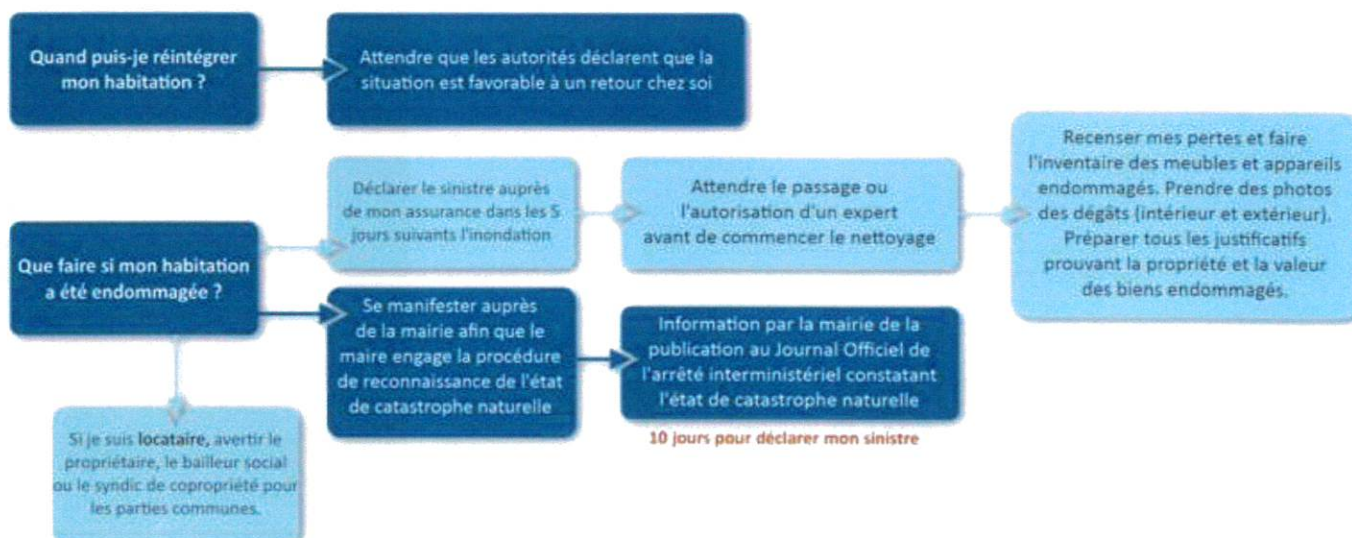 Quand puis-je réintégrer
mon habitation ?
Attendre que les autorités déclarent que la
situation est favorable à un retour chez soi
Que faire si mon habitation
a été endommagée ?
Déclarer le sinistre auprès
de mon assurance dans les 5
jours suivants l'inondation
Attendre le passage ou
l'autorisation d'un expert
avant de commencer le nettoyage
Recenser mes pertes et faire
l'inventaire des meubles et appareils
endommagés. Prendre des photos
des dégâts (intérieur et extérieur).
Préparer tous les justificatifs
prouvant la propriété et la valeur
des biens endommagés.
Se manifester auprès
de la mairie afin que le
maire engage la procédure
de reconnaissance de l'état
de catastrophe naturelle
Information par la mairie de la
publication au Journal Officiel de
l'arrêté interministériel constatant
l'état de catastrophe naturelle
10 jours pour déclarer mon sinistre
Si je suis locataire, avertir le
propriétaire, le bailleur social
ou le syndic de copropriété pour
les parties communes.